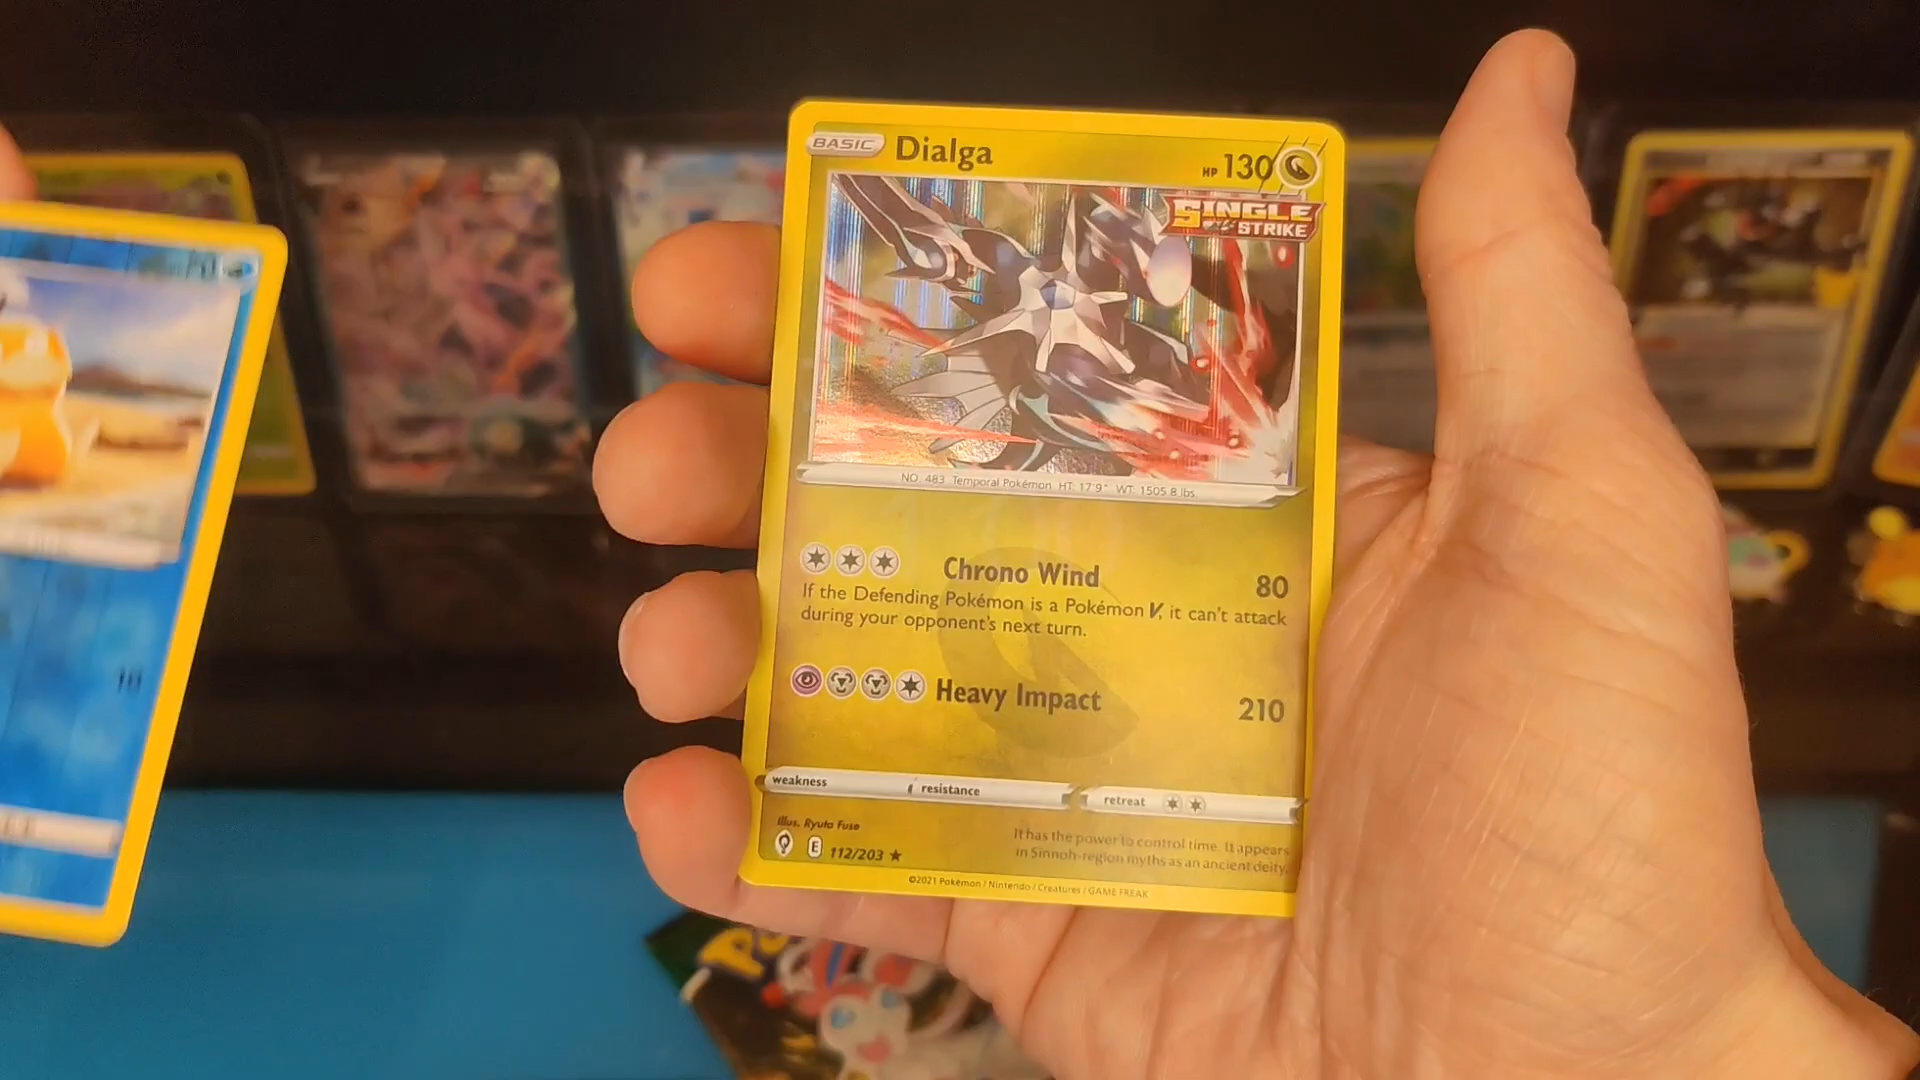 BASIC Dialga HP 130
SINGLE
STRIKE
NO. 483 Temporal Pokémon HT: 17'9" WT: 1505.8 lbs.
Chrono Wind 80
If the Defending Pokémon is a Pokémon V, it can't attack
during your opponent's next turn.
Heavy Impact 210
weakness resistance retreat
Illus. Ryuta Fuse
E 112/203
It has the power to control time. It appears
in Sinnoh-region myths as an ancient deity.
©2021 Pokémon / Nintendo / Creatures / GAME FREAK
10